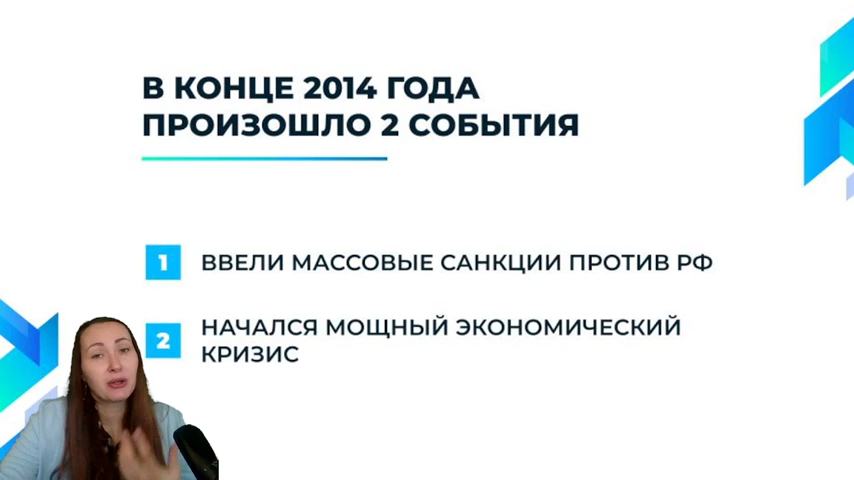 В КОНЦЕ 2014 ГОДА
ПРОИЗОШЛО 2 СОБЫТИЯ
1 ВВЕЛИ МАССОВЫЕ САНКЦИИ ПРОТИВ РФ
2 НАЧАЛСЯ МОЩНЫЙ ЭКОНОМИЧЕСКИЙ
КРИЗИС